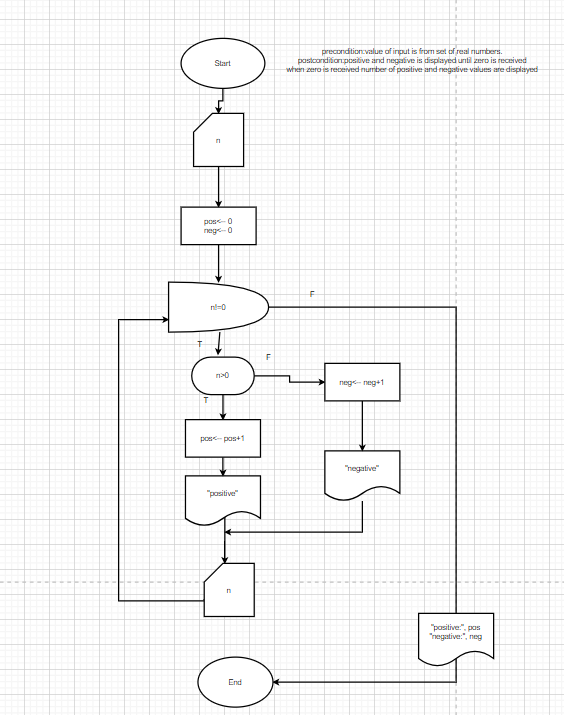 Start
precondition:value of input is from set of real numbers.
postcondition:positive and negative is displayed until zero is received
when zero is received number of positive and negative values are displayed
n
pos<-- 0
neg<-- 0
n!=0
F
T
n>0
F
neg<-- neg+1
T
pos<-- pos+1
"negative"
"positive"
n
"positive:", pos
"negative:", neg
End